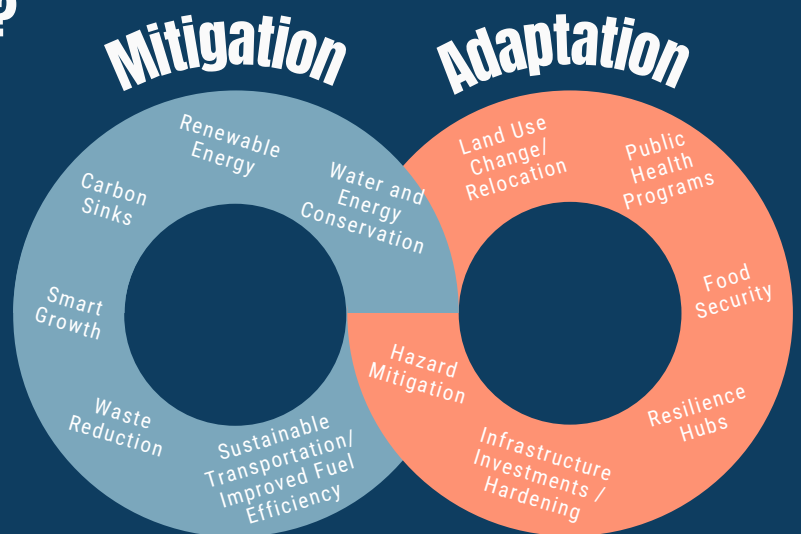 ?
Mitigation
Adaptation
Renewable
Energy
Water and
Energy
Conservation
Carbon
Sinks
Smart
Growth
Waste
Reduction
Sustainable
Transportation/
Improved Fuel
Efficiency
Land Use
Change/
Relocation
Public
Health
Programs
Food
Security
Resilience
Hubs
Infrastructure
Investments /
Hardening
Hazard
Mitigation